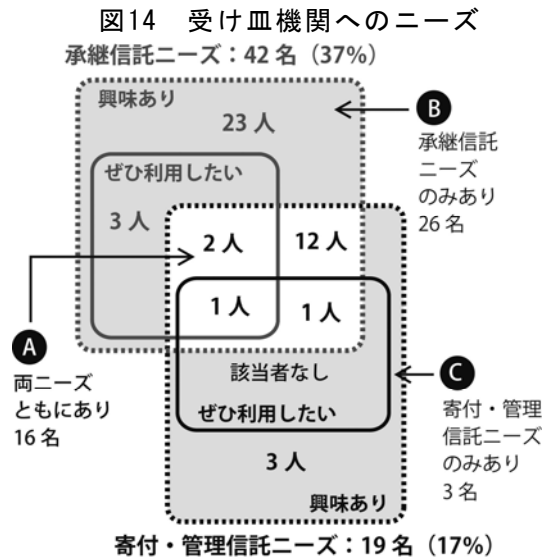 図14　受け皿機関へのニーズ
承継信託ニーズ：42名（37%）
興味あり
23人
B
承継信託
ニーズ
のみあり
26名
ぜひ利用したい
3人
2人
12人
1人
1人
A
両ニーズ
ともにあり
16名
該当者なし
ぜひ利用したい
C
寄付・管理
信託ニーズ
のみあり
3名
3人
興味あり
寄付・管理信託ニーズ：19名（17%）